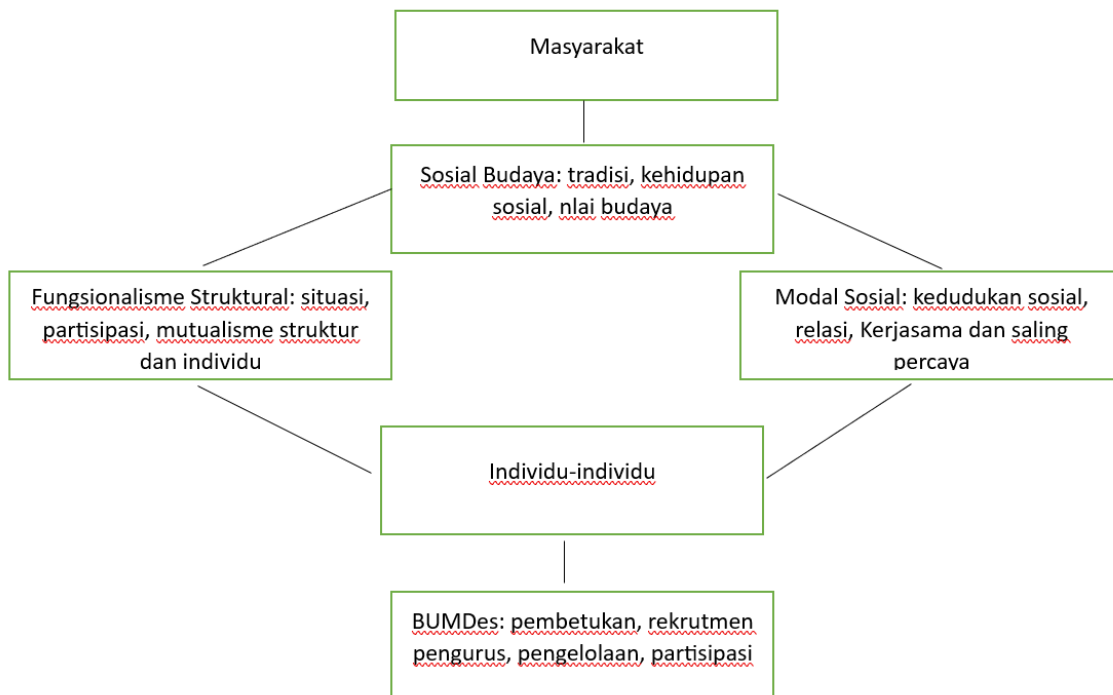 Masyarakat
Sosial Budaya: tradisi, kehidupan
sosial, nlai budaya
Fungsionalisme Struktural: situasi,
partisipasi, mutualisme struktur
dan individu
Modal Sosial: kedudukan sosial,
relasi, Kerjasama dan saling
percaya
Individu-individu
BUMDes: pembetukan, rekrutmen
pengurus, pengelolaan, partisipasi